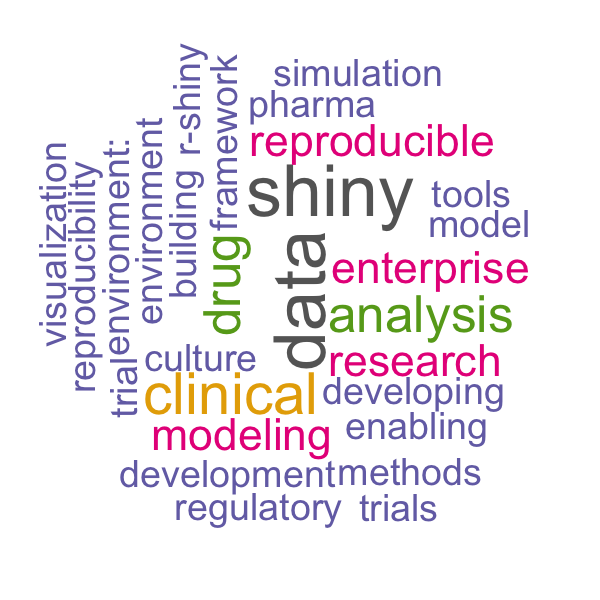 simulation
pharma
reproducible
shiny
tools
model
data
enterprise
analysis
research
developing
enabling
methods
trials
regulatory
development
modeling
clinical
culture
drug
framework
r-shiny
building
environment
environment:
trial
reproducibility
visualization